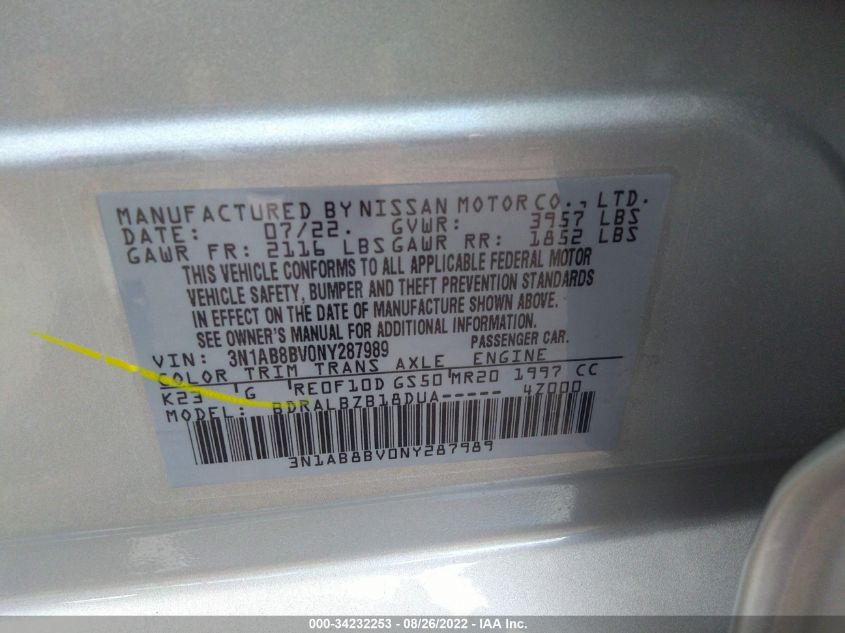 MANUFACTURED BY NISSAN MOTOR CO., LTD.
DATE: 07/22. GVWR: 3957 LBS
GAWR FR: 2116 LBS GAWR RR: 1852 LBS
THIS VEHICLE CONFORMS TO ALL APPLICABLE FEDERAL MOTOR
VEHICLE SAFETY, BUMPER AND THEFT PREVENTION STANDARDS
IN EFFECT ON THE DATE OF MANUFACTURE SHOWN ABOVE.
SEE OWNER'S MANUAL FOR ADDITIONAL INFORMATION.
VIN: 3N1AB8BV0NY287989 PASSENGER CAR.
COLOR TRIM TRANS AXLE ENGINE
K23 G RE0F10D GS50 MR20 1997 CC
MODEL: BDRALBZB18DUA----- 4Z000
3N1AB8BV0NY287989
000-34232253 - 08/26/2022 - IAA Inc.